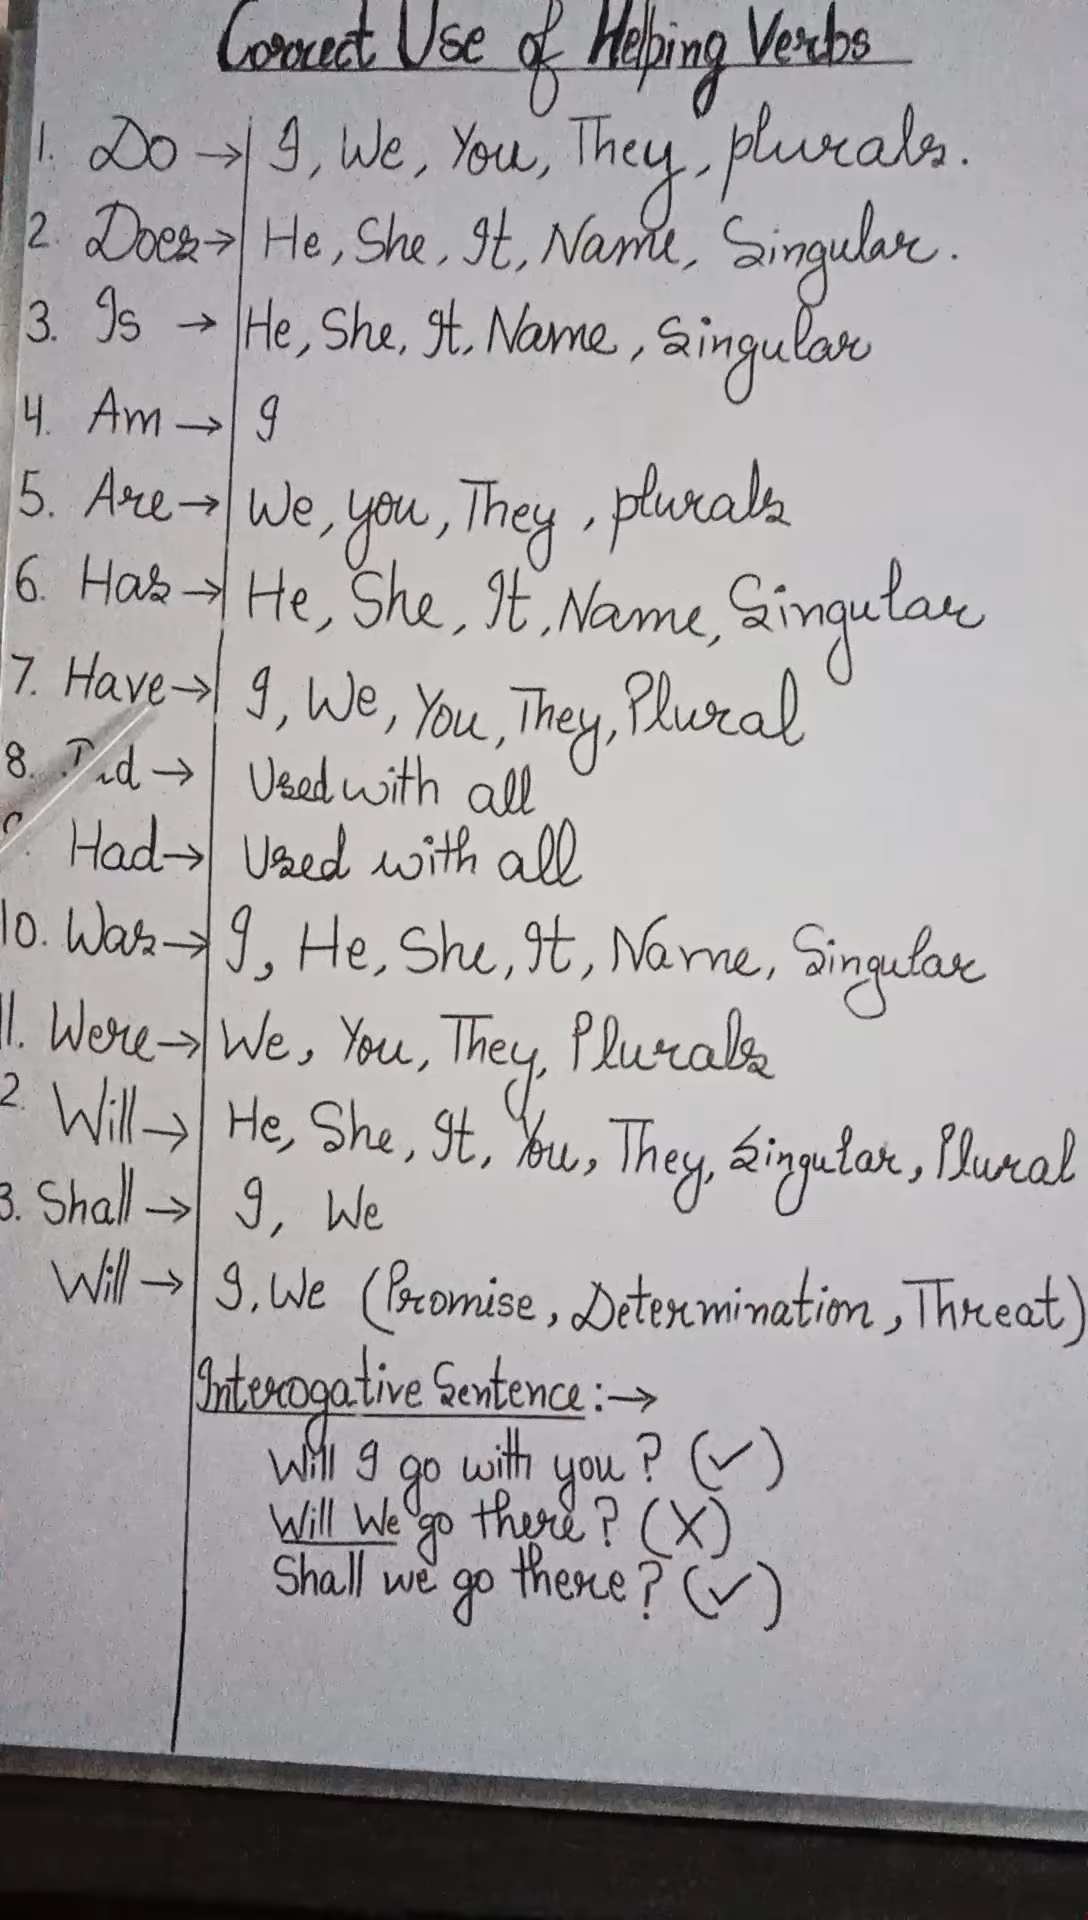 Correct Use of Helping Verbs
1. Do → I, We, You, They, plurals.
2. Does → He, She, It, Name, Singular.
3. Is → He, She, It, Name, Singular
4. Am → I
5. Are → We, you, They, plurals
6. Has → He, She, It, Name, Singular
7. Have → I, We, You, They, Plural
8. Did → Used with all
Had → Used with all
10. Was → I, He, She, It, Name, Singular
11. Were → We, You, They, Plurals
2. Will → He, She, It, You, They, Singular, Plural
3. Shall → I, We
Will → I, We (Promise, Determination, Threat)
Interogative Sentence :→
Will I go with you? (✓)
Will We go there? (X)
Shall we go there? (✓)